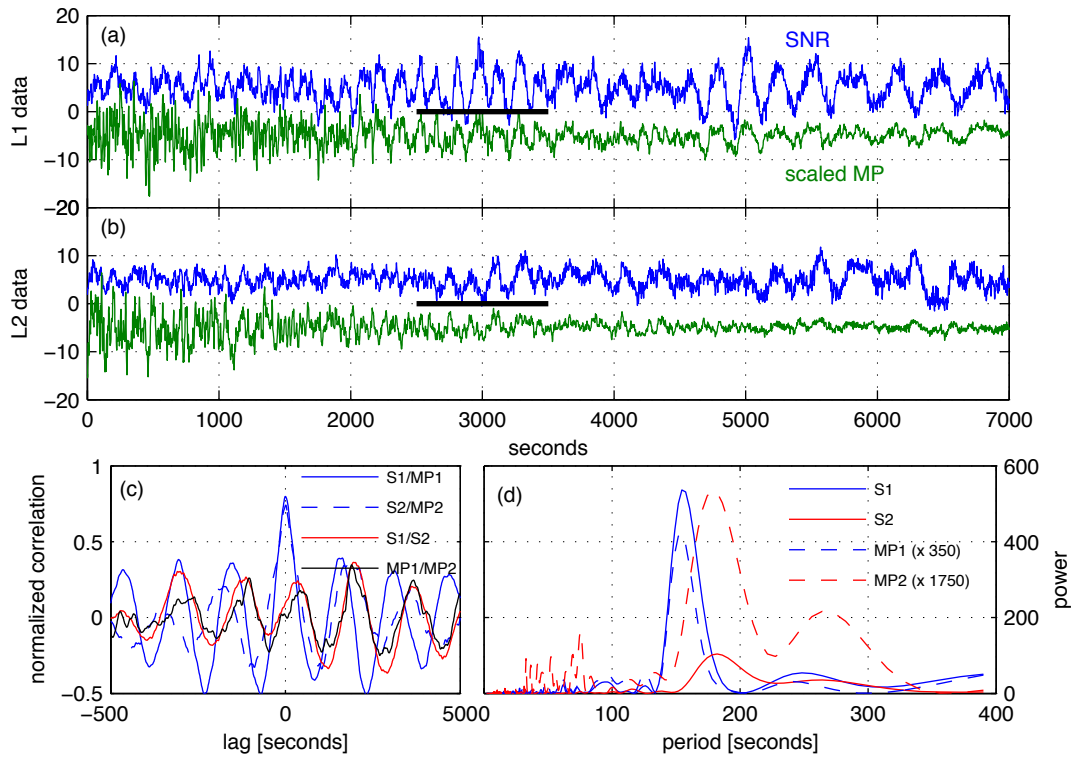 20
(a)
SNR
10
L1 data
0
−10
scaled MP
−20
20
(b)
10
L2 data
0
−10
−20
0 1000 2000 3000 4000 5000 6000 7000
seconds
1
(c)
S1/MP1
S2/MP2
S1/S2
MP1/MP2
normalized correlation
0.5
0
−0.5
−500 0 500
lag [seconds]
(d)
S1
S2
MP1 (x 350)
MP2 (x 1750)
600
400
200
0
power
0 100 200 300 400
period [seconds]